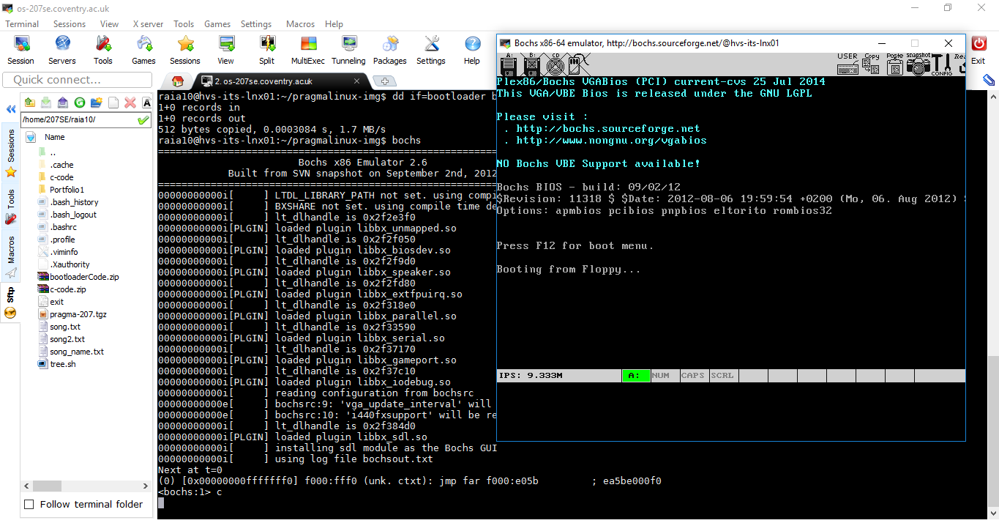 os-207se.coventry.ac.uk
Terminal Sessions View X server Tools Games Settings Macros Help
Session Servers Tools Games Sessions View Split MultiExec Tunneling Packages Settings Help
Exit
Quick connect...
2. os-207se.coventry.ac.uk
/home/207SE/raia10/
Sessions
Tools
Macros
Sftp
Name
..
.cache
c-code
Portfolio1
.bash_history
.bash_logout
.bashrc
.profile
.viminfo
.Xauthority
bootloaderCode.zip
c-code.zip
exit
pragma-207.tgz
song.txt
song2.txt
song_name.txt
tree.sh
Follow terminal folder
raia10@hvs-its-lnx01:~/pragmalinux-img$ dd if=bootloader b
1+0 records in
1+0 records out
512 bytes copied, 0.0003084 s, 1.7 MB/s
raia10@hvs-its-lnx01:~/pragmalinux-img$ bochs
========================================================
Bochs x86 Emulator 2.6
Built from SVN snapshot on September 2nd, 2012
========================================================
00000000000i[     ] LTDL_LIBRARY_PATH not set. using compi
00000000000i[     ] BXSHARE not set. using compile time de
00000000000i[     ] lt_dlhandle is 0x2f2e3f0
00000000000i[PLGIN] loaded plugin libbx_unmapped.so
00000000000i[     ] lt_dlhandle is 0x2f2f050
00000000000i[PLGIN] loaded plugin libbx_biosdev.so
00000000000i[     ] lt_dlhandle is 0x2f2f9d0
00000000000i[PLGIN] loaded plugin libbx_speaker.so
00000000000i[     ] lt_dlhandle is 0x2f2fd80
00000000000i[PLGIN] loaded plugin libbx_extfpuirq.so
00000000000i[     ] lt_dlhandle is 0x2f318e0
00000000000i[PLGIN] loaded plugin libbx_parallel.so
00000000000i[     ] lt_dlhandle is 0x2f33590
00000000000i[PLGIN] loaded plugin libbx_serial.so
00000000000i[     ] lt_dlhandle is 0x2f37170
00000000000i[PLGIN] loaded plugin libbx_gameport.so
00000000000i[     ] lt_dlhandle is 0x2f37c10
00000000000i[PLGIN] loaded plugin libbx_iodebug.so
00000000000i[     ] reading configuration from bochsrc
00000000000e[     ] bochsrc:9: 'vga_update_interval' will
00000000000e[     ] bochsrc:10: 'i440fxsupport' will be re
00000000000i[     ] lt_dlhandle is 0x2f384d0
00000000000i[PLGIN] loaded plugin libbx_sdl.so
00000000000i[     ] installing sdl module as the Bochs GUI
00000000000i[     ] using log file bochsout.txt
Next at t=0
(0) [0x00000000fffffff0] f000:fff0 (unk. ctxt): jmp far f000:e05b         ; ea5be000f0
<bochs:1> c
Bochs x86-64 emulator, http://bochs.sourceforge.net/@hvs-its-lnx01
A: B: CD USER Copy Paste snapshot CONFIG
Plex86/Bochs VGABios (PCI) current-cvs 25 Jul 2014
This VGA/VBE Bios is released under the GNU LGPL
Please visit :
. http://bochs.sourceforge.net
. http://www.nongnu.org/vgabios
NO Bochs VBE Support available!
Bochs BIOS - build: 09/02/12
$Revision: 11318 $ $Date: 2012-08-06 19:59:54 +0200 (Mo, 06. Aug 2012) $
Options: apmbios pcibios pnpbios eltorito rombios32
Press F12 for boot menu.
Booting from Floppy...
IPS: 9.333M A: NUM CAPS SCRL